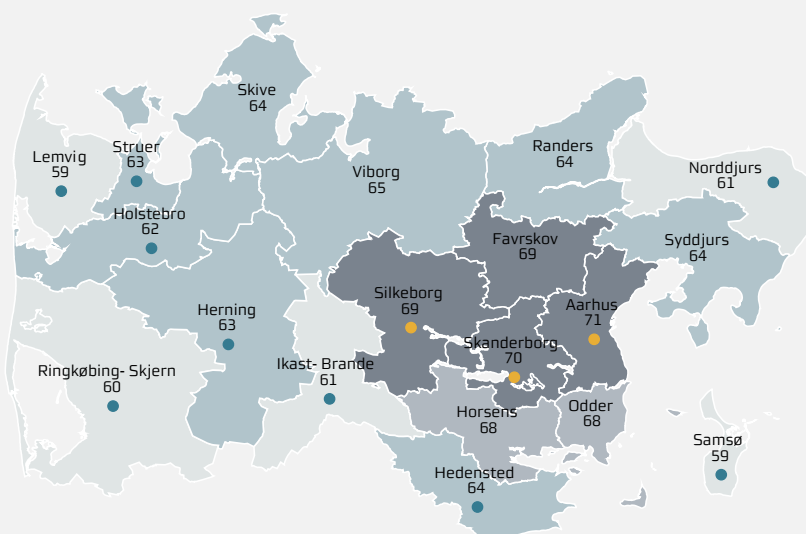 Skive
64
Struer
63
Lemvig
59
Randers
64
Viborg
65
Norddjurs
61
Holstebro
62
Favrskov
69
Syddjurs
64
Silkeborg
69
Aarhus
71
Herning
63
Skanderborg
70
Ringkøbing- Skjern
60
Ikast- Brande
61
Horsens
68
Odder
68
Samsø
59
Hedensted
64